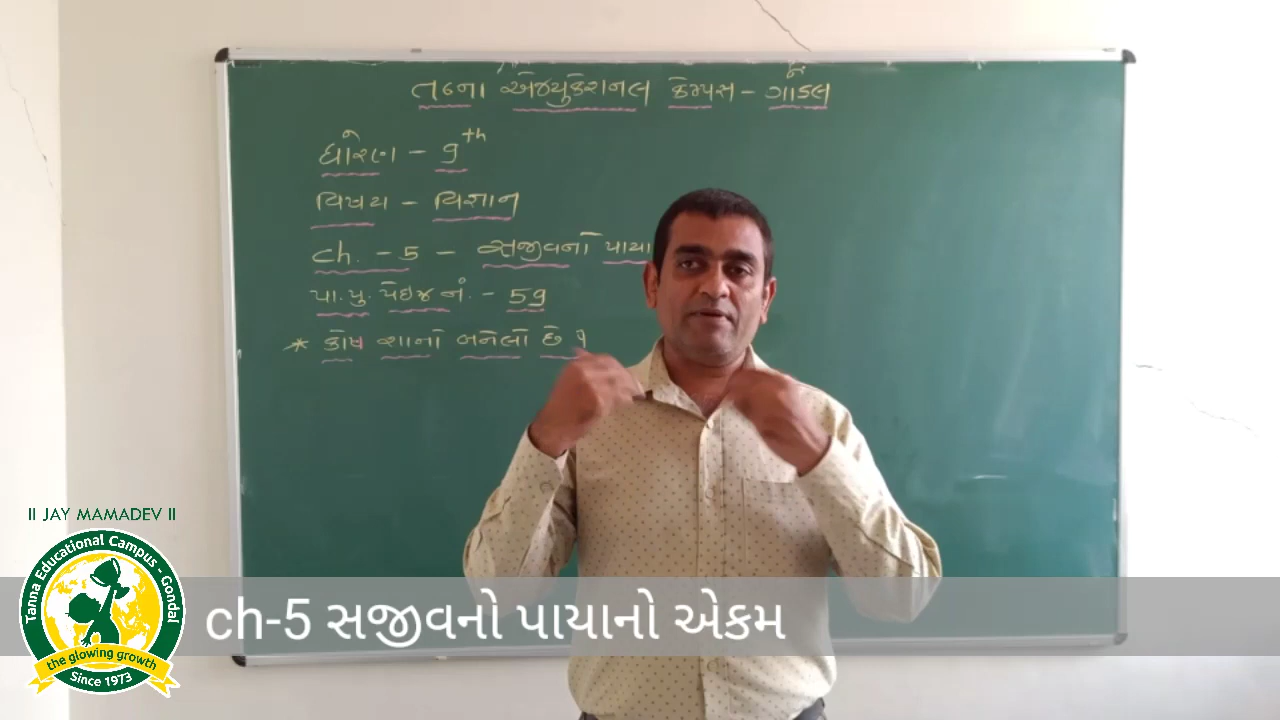 તન્ના એજ્યુકેશનલ કેમ્પસ - ગોંડલ
ધોરણ - 9th
વિષય - વિજ્ઞાન
ch. - 5 - સજીવનો પાયા
પા. પુ. પેઇજ નં. - 59
* કોષ શાનો બનેલો છે ?
II JAY MAMADEV II
Tanna Educational Campus - Gondal
the glowing growth
Since 1973
ch-5 સજીવનો પાયાનો એકમ